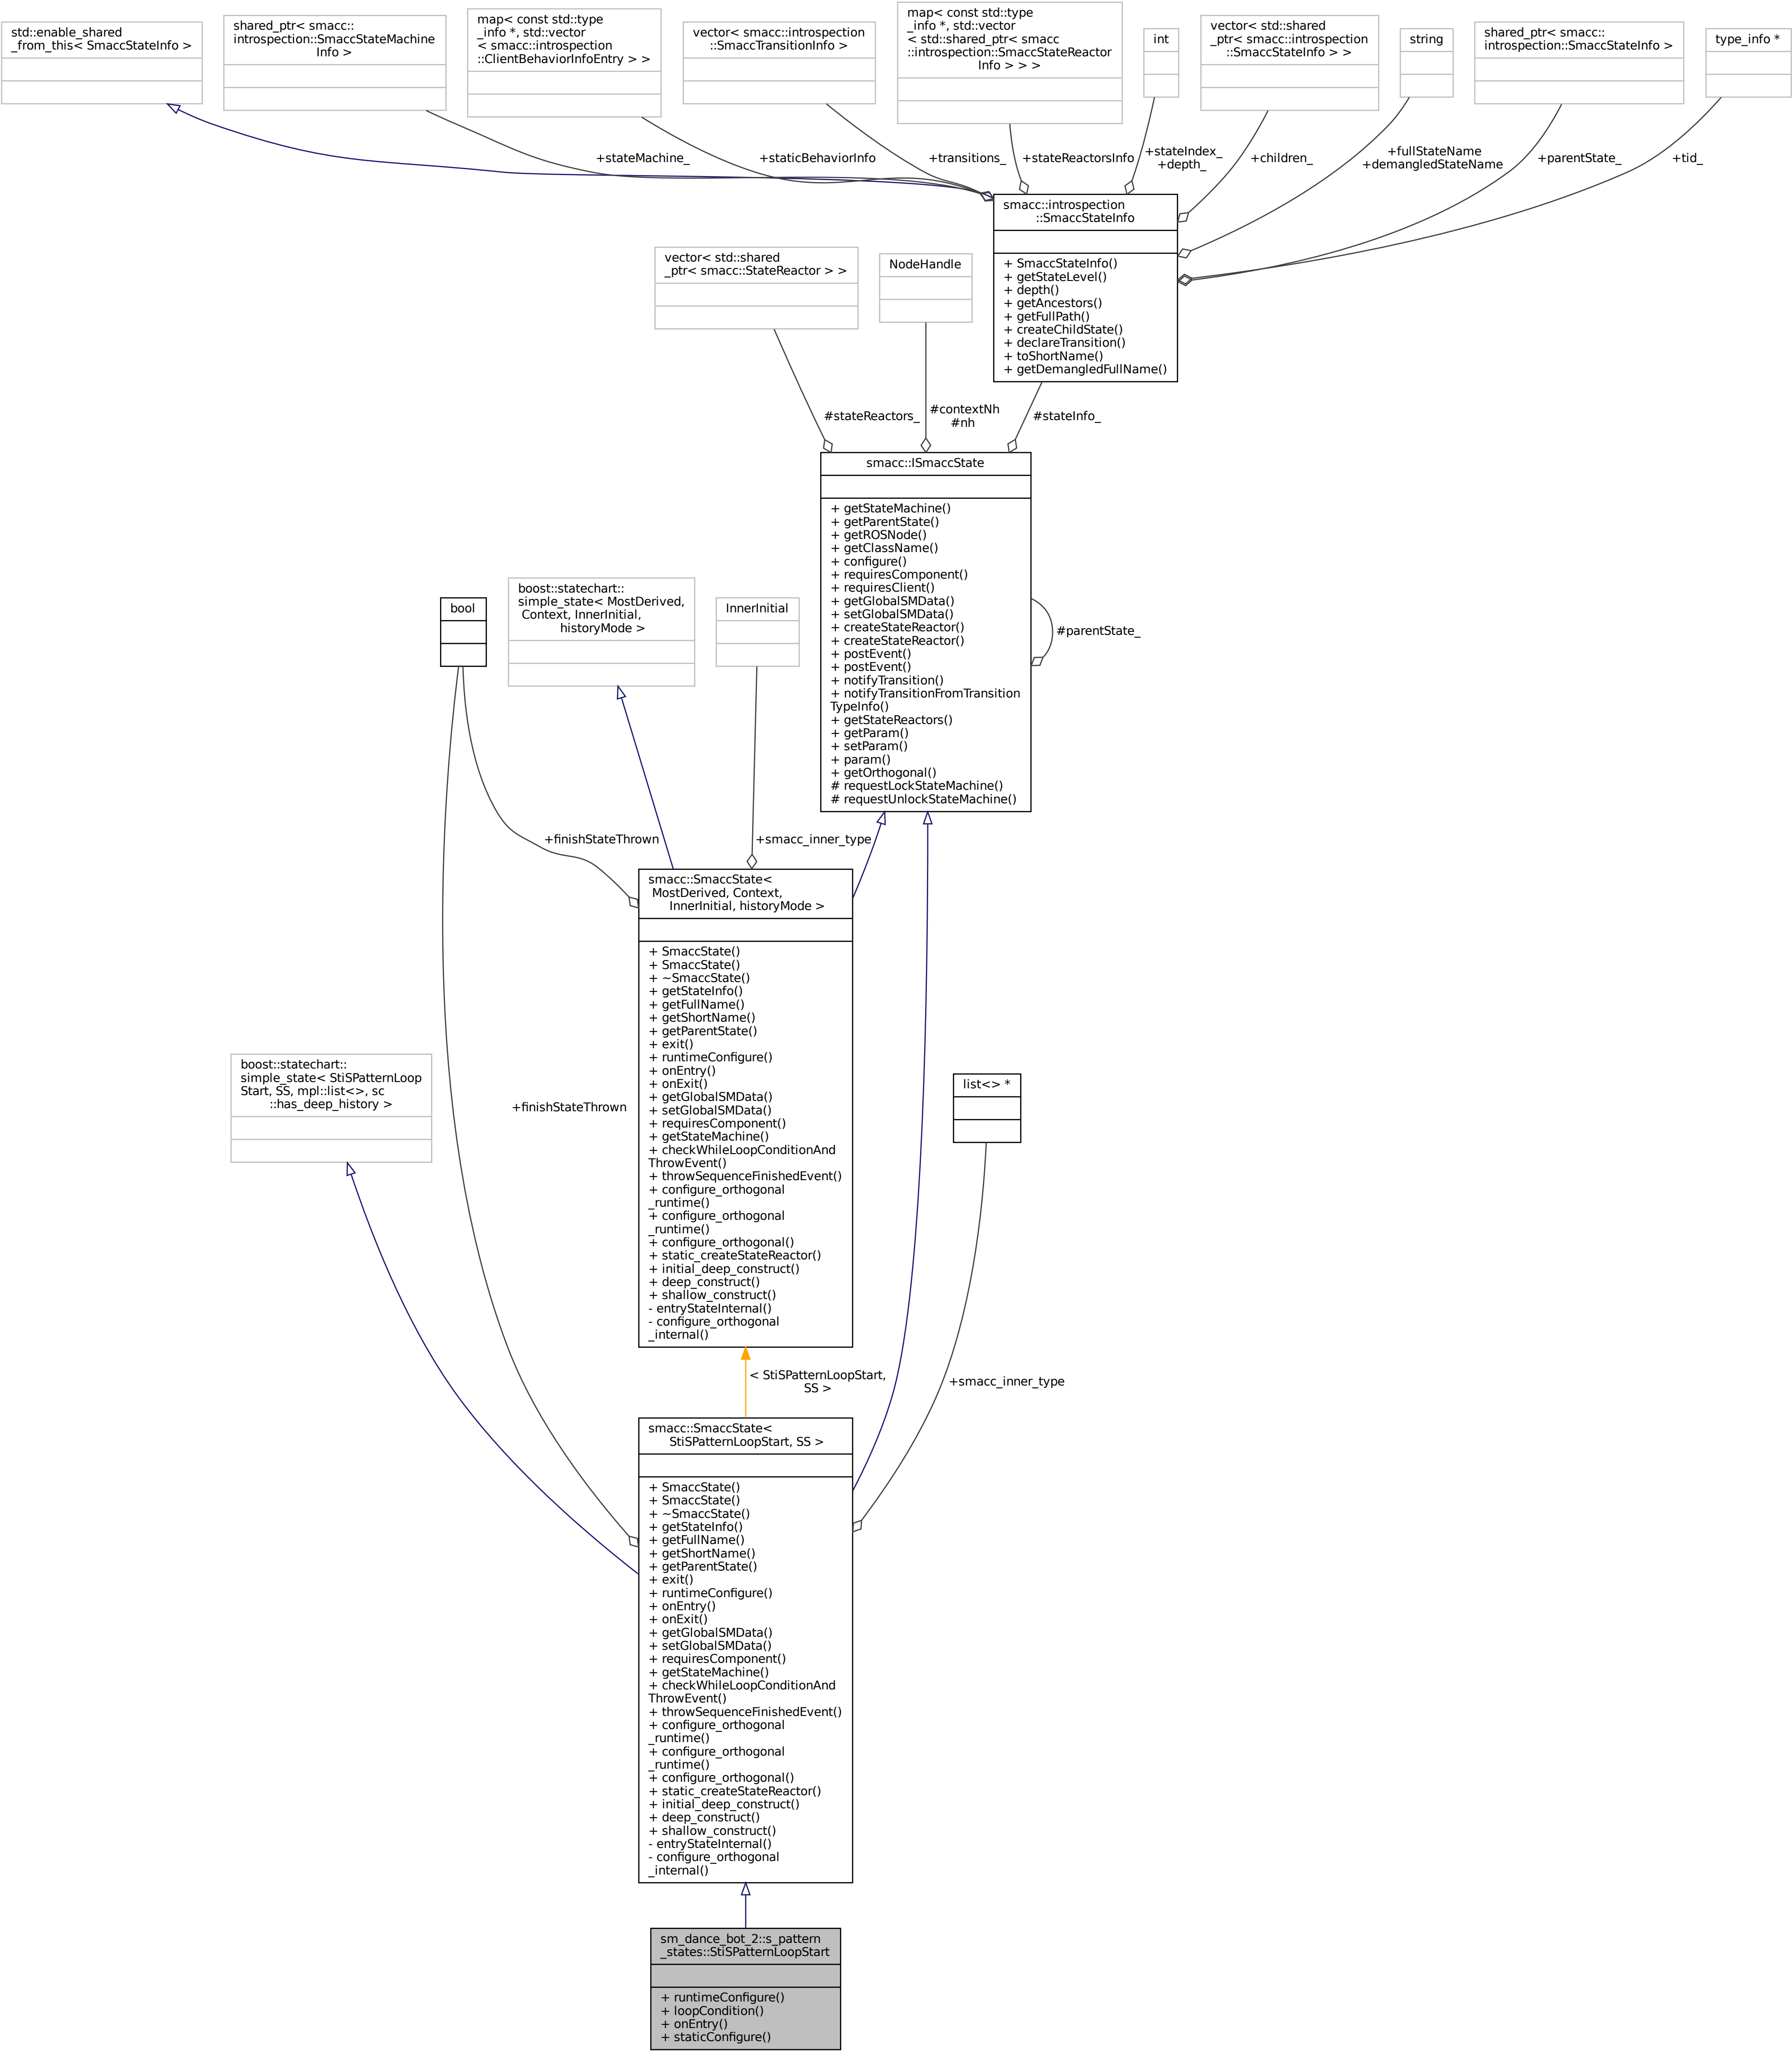 std::enable_shared
_from_this< SmaccStateInfo >
shared_ptr< smacc::
introspection::SmaccStateMachine
Info >
map< const std::type
_info *, std::vector
< smacc::introspection
::ClientBehaviorInfoEntry > >
vector< smacc::introspection
::SmaccTransitionInfo >
map< const std::type
_info *, std::vector
< std::shared_ptr< smacc
::introspection::SmaccStateReactor
Info > > >
int
vector< std::shared
_ptr< smacc::introspection
::SmaccStateInfo > >
string
shared_ptr< smacc::
introspection::SmaccStateInfo >
type_info *
+stateMachine_
+staticBehaviorInfo
+transitions_
+stateReactorsInfo
+stateIndex_
+depth_
+children_
+fullStateName
+demangledStateName
+parentState_
+tid_
smacc::introspection
::SmaccStateInfo
+ SmaccStateInfo()
+ getStateLevel()
+ depth()
+ getAncestors()
+ getFullPath()
+ createChildState()
+ declareTransition()
+ toShortName()
+ getDemangledFullName()
vector< std::shared
_ptr< smacc::StateReactor > >
NodeHandle
#stateReactors_
#contextNh
#nh
#stateInfo_
smacc::ISmaccState
+ getStateMachine()
+ getParentState()
+ getROSNode()
+ getClassName()
+ configure()
+ requiresComponent()
+ requiresClient()
+ getGlobalSMData()
+ setGlobalSMData()
+ createStateReactor()
+ createStateReactor()
+ postEvent()
+ postEvent()
+ notifyTransition()
+ notifyTransitionFromTransition
TypeInfo()
+ getStateReactors()
+ getParam()
+ setParam()
+ param()
+ getOrthogonal()
# requestLockStateMachine()
# requestUnlockStateMachine()
#parentState_
bool
boost::statechart::
simple_state< MostDerived,
Context, InnerInitial,
historyMode >
InnerInitial
+finishStateThrown
+smacc_inner_type
smacc::SmaccState<
MostDerived, Context,
InnerInitial, historyMode >
+ SmaccState()
+ SmaccState()
+ ~SmaccState()
+ getStateInfo()
+ getFullName()
+ getShortName()
+ getParentState()
+ exit()
+ runtimeConfigure()
+ onEntry()
+ onExit()
+ getGlobalSMData()
+ setGlobalSMData()
+ requiresComponent()
+ getStateMachine()
+ checkWhileLoopConditionAnd
ThrowEvent()
+ throwSequenceFinishedEvent()
+ configure_orthogonal
_runtime()
+ configure_orthogonal
_runtime()
+ configure_orthogonal()
+ static_createStateReactor()
+ initial_deep_construct()
+ deep_construct()
+ shallow_construct()
- entryStateInternal()
- configure_orthogonal
_internal()
boost::statechart::
simple_state< StiSPatternLoop
Start, SS, mpl::list<>, sc
::has_deep_history >
+finishStateThrown
list<> *
< StiSPatternLoopStart,
SS >
+smacc_inner_type
smacc::SmaccState<
StiSPatternLoopStart, SS >
+ SmaccState()
+ SmaccState()
+ ~SmaccState()
+ getStateInfo()
+ getFullName()
+ getShortName()
+ getParentState()
+ exit()
+ runtimeConfigure()
+ onEntry()
+ onExit()
+ getGlobalSMData()
+ setGlobalSMData()
+ requiresComponent()
+ getStateMachine()
+ checkWhileLoopConditionAnd
ThrowEvent()
+ throwSequenceFinishedEvent()
+ configure_orthogonal
_runtime()
+ configure_orthogonal
_runtime()
+ configure_orthogonal()
+ static_createStateReactor()
+ initial_deep_construct()
+ deep_construct()
+ shallow_construct()
- entryStateInternal()
- configure_orthogonal
_internal()
sm_dance_bot_2::s_pattern
_states::StiSPatternLoopStart
+ runtimeConfigure()
+ loopCondition()
+ onEntry()
+ staticConfigure()